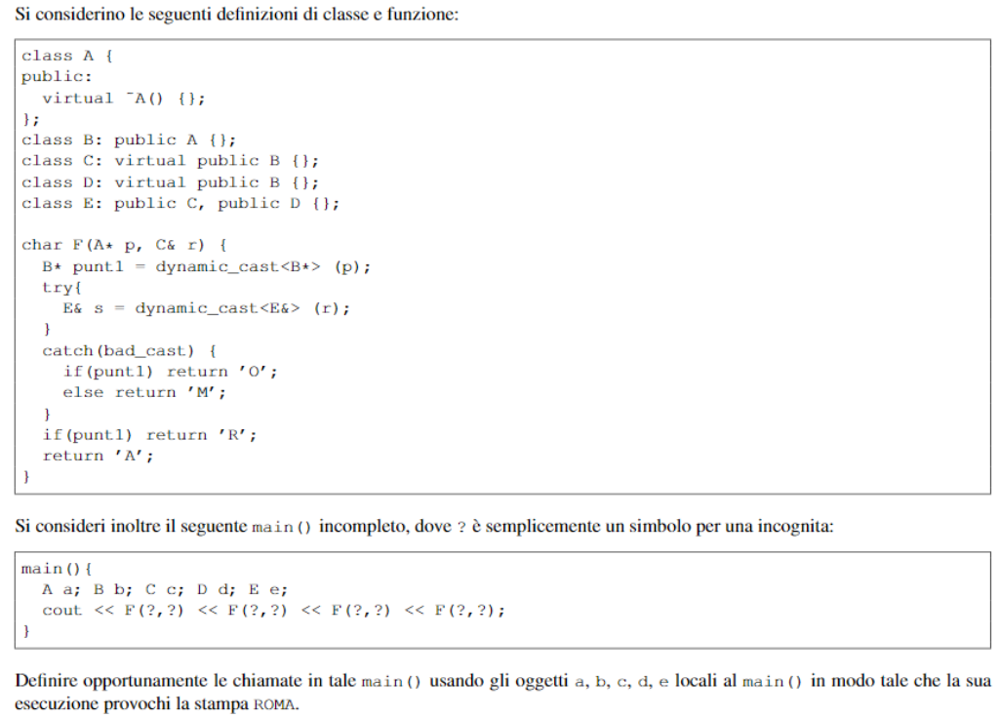 Si considerino le seguenti definizioni di classe e funzione:
class A {
public:
  virtual ~A() {};
};
class B: public A {};
class C: virtual public B {};
class D: virtual public B {};
class E: public C, public D {};

char F(A* p, C& r) {
  B* punt1 = dynamic_cast<B*> (p);
  try{
    E& s = dynamic_cast<E&> (r);
  }
  catch(bad_cast) {
    if(punt1) return 'O';
    else return 'M';
  }
  if(punt1) return 'R';
  return 'A';
}
Si consideri inoltre il seguente main() incompleto, dove ? è semplicemente un simbolo per una incognita:
main(){
  A a; B b; C c; D d; E e;
  cout << F(?,?) << F(?,?) << F(?,?) << F(?,?);
}
Definire opportunamente le chiamate in tale main() usando gli oggetti a, b, c, d, e locali al main() in modo tale che la sua
esecuzione provochi la stampa ROMA.